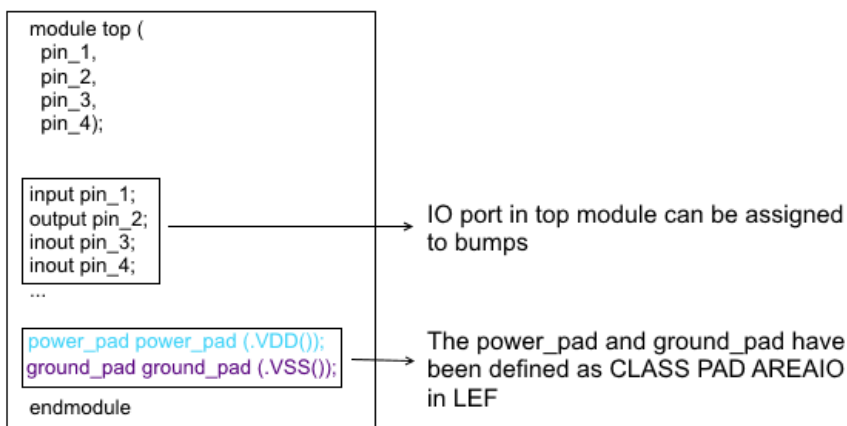 module top (
pin_1,
pin_2,
pin_3,
pin_4);
input pin_1;
output pin_2;
inout pin_3;
inout pin_4;
...
IO port in top module can be assigned
to bumps
power_pad power_pad (.VDD());
ground_pad ground_pad (.VSS());
The power_pad and ground_pad have
been defined as CLASS PAD AREAIO
in LEF
endmodule